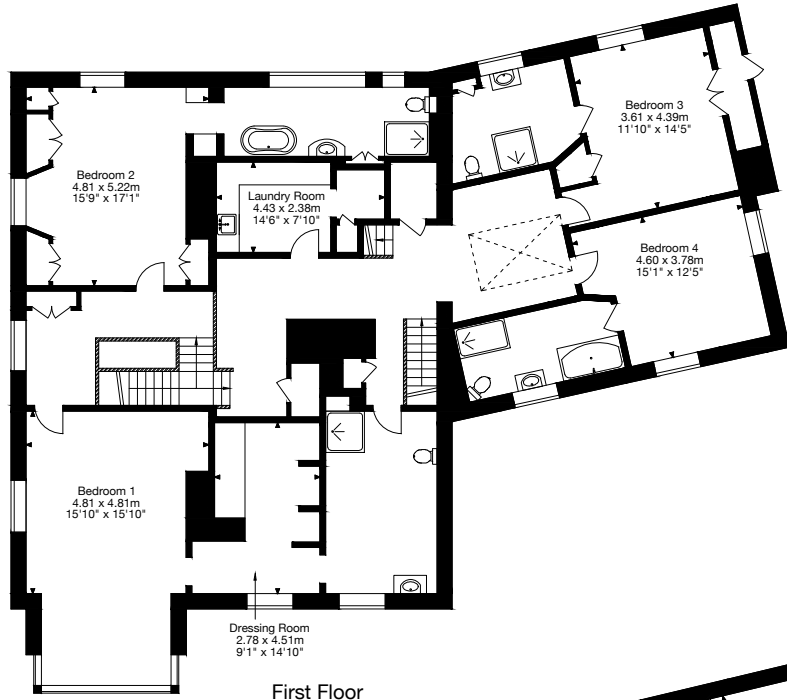 Bedroom 3
3.61 x 4.39m
11'10" x 14'5"
Bedroom 2
4.81 x 5.22m
15'9" x 17'1"
Laundry Room
4.43 x 2.38m
14'6" x 7'10"
Bedroom 4
4.60 x 3.78m
15'1" x 12'5"
Bedroom 1
4.81 x 4.81m
15'10" x 15'10"
Dressing Room
2.78 x 4.51m
9'1" x 14'10"
First Floor